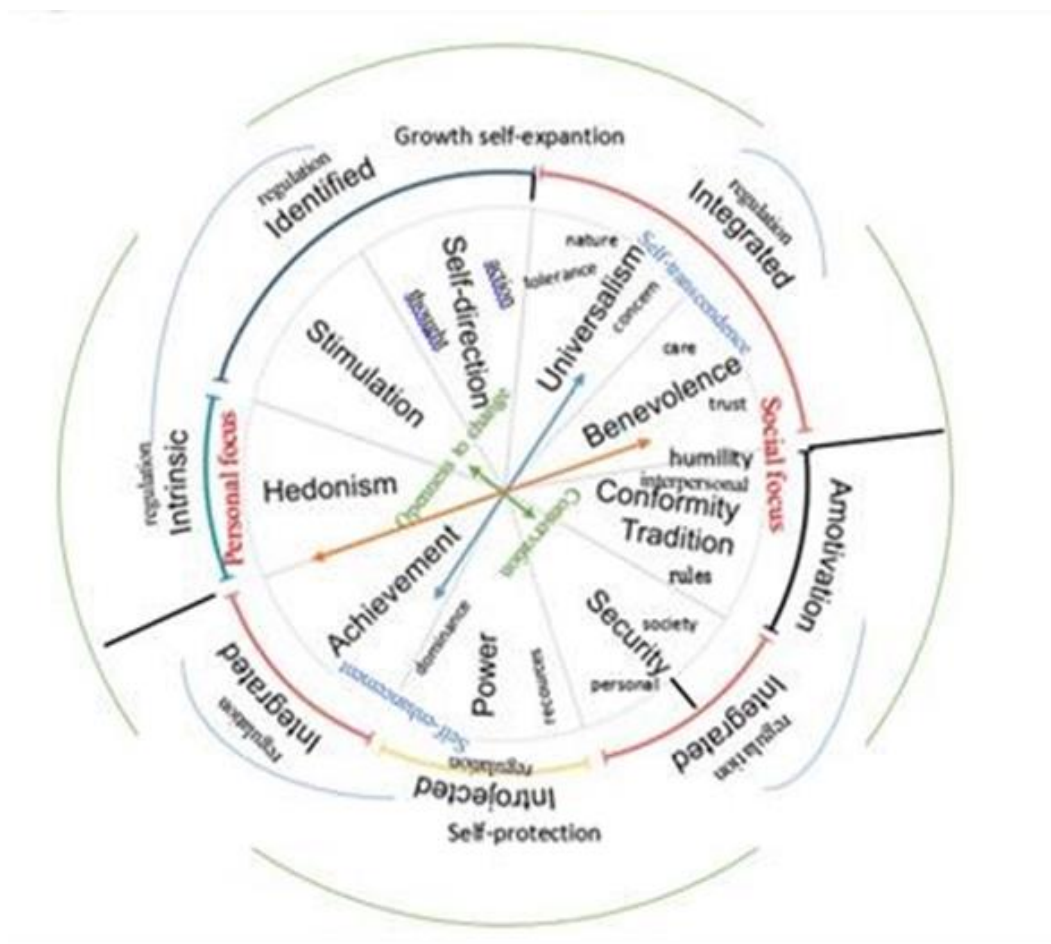 Growth self-expantion
regulation
Identified
regulation
Integrated
Self-transcendence
nature
tolerance
Universalism
concern
action
Self-direction
thought
Stimulation
care
Benevolence
trust
Social focus
Personal focus
regulation
Intrinsic
Hedonism
Openness to change
humility
interpersonal
Conformity
Tradition
rules
Conservation
Amotivation
Achievement
dominance
Power
resources
Security
society
personal
Self-enhancement
Integrated
regulation
Integrated
regulation
regulation
Introjected
Self-protection